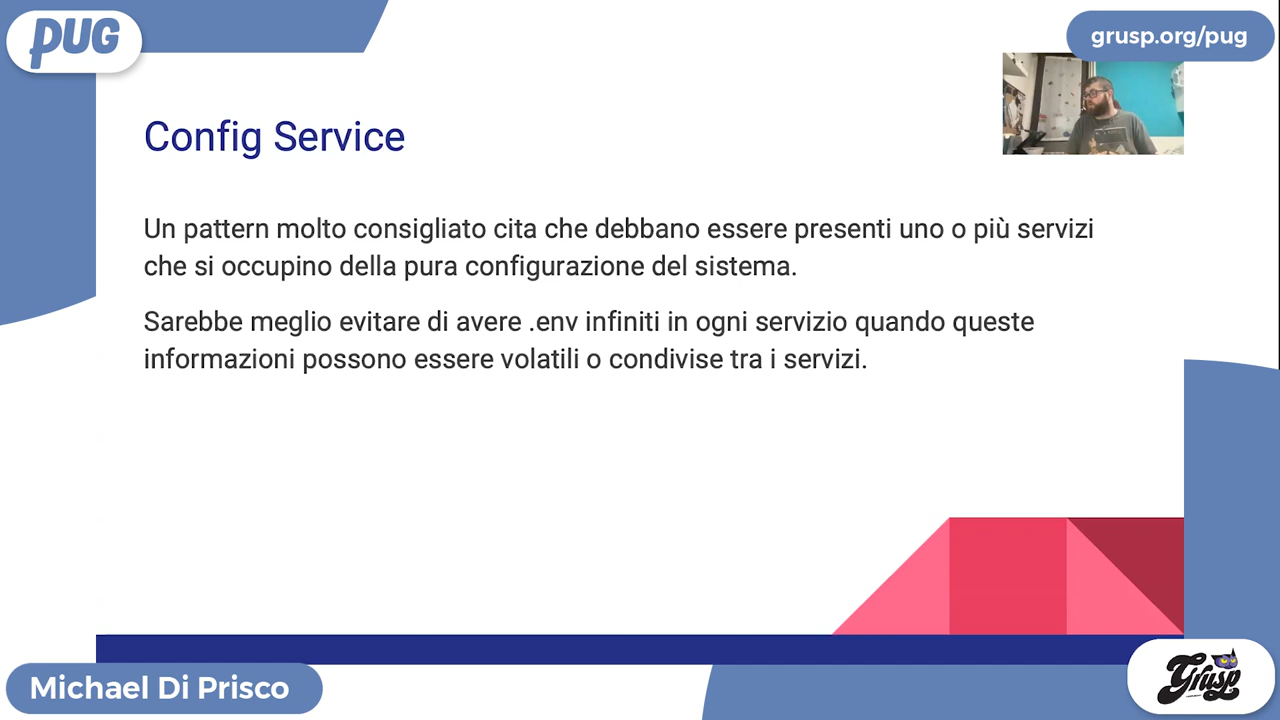 PUG
grusp.org/pug
Config Service
Un pattern molto consigliato cita che debbano essere presenti uno o più servizi
che si occupino della pura configurazione del sistema.
Sarebbe meglio evitare di avere .env infiniti in ogni servizio quando queste
informazioni possono essere volatili o condivise tra i servizi.
Michael Di Prisco
Grusp